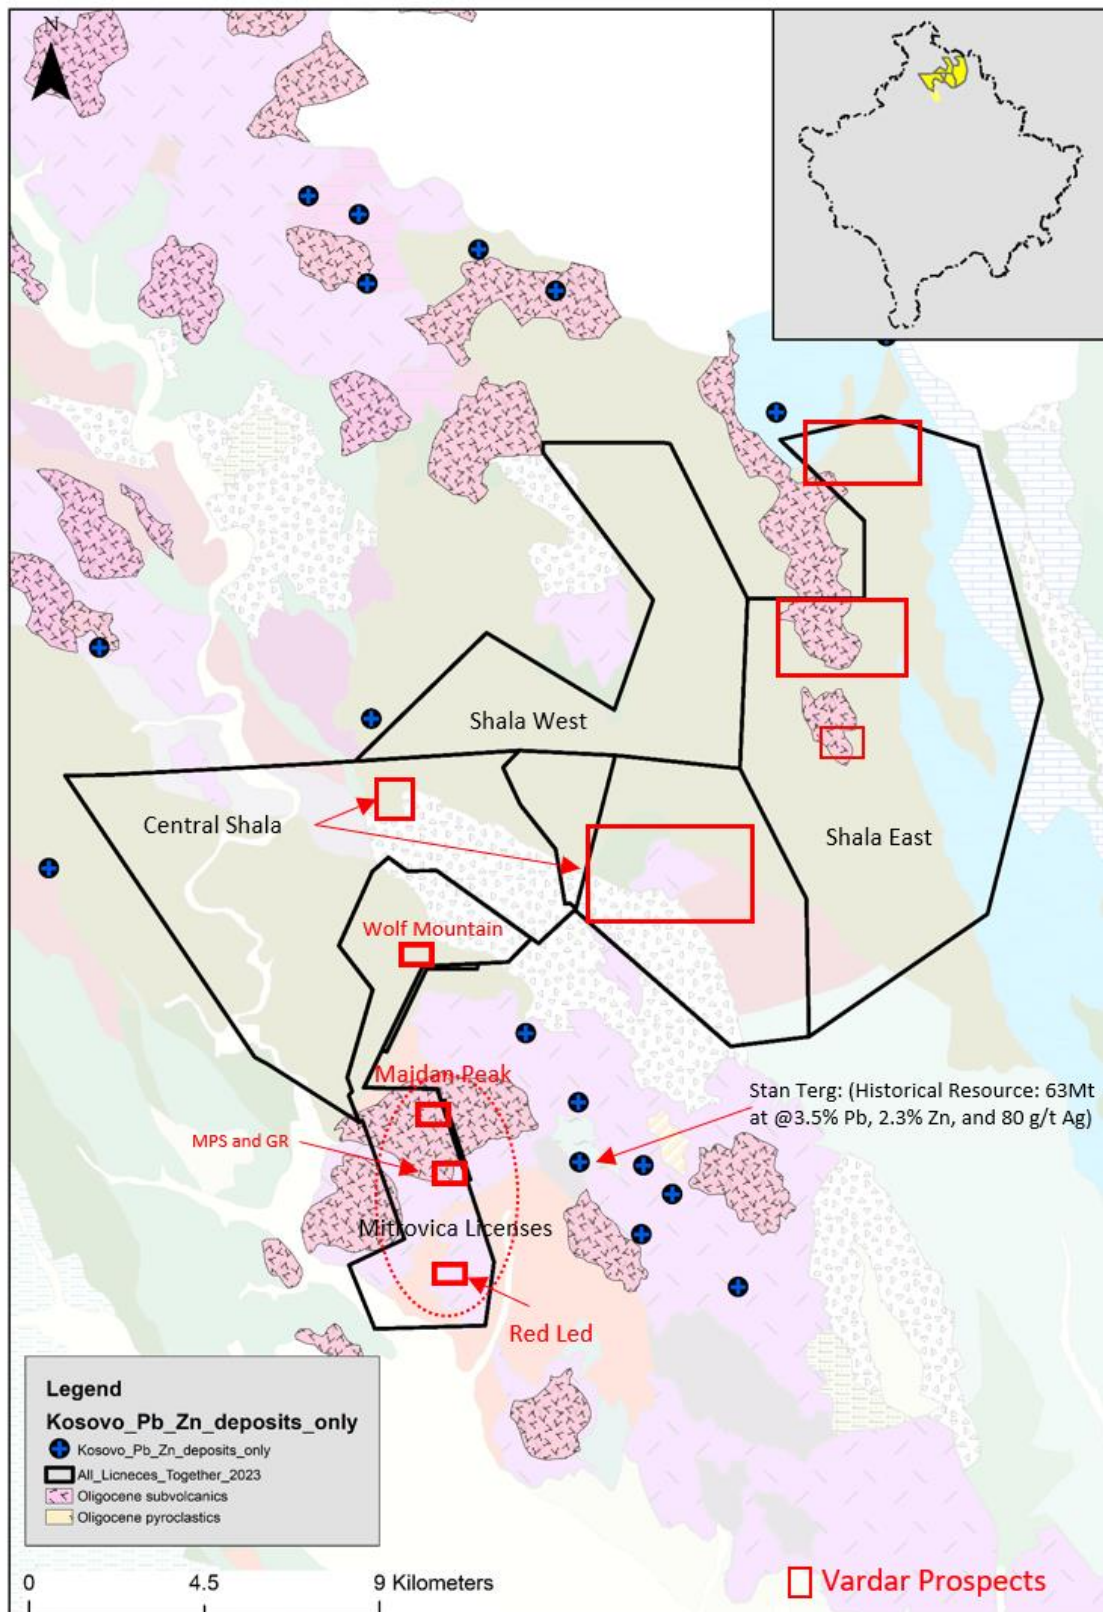 N
Shala West
Central Shala
Shala East
Wolf Mountain
Majdan Peak
Stan Terg: (Historical Resource: 63Mt
at @3.5% Pb, 2.3% Zn, and 80 g/t Ag)
MPS and GR
Mitrovica Licenses
Red Led
Legend
Kosovo_Pb_Zn_deposits_only
Kosovo_Pb_Zn_deposits_only
All_Licneces_Together_2023
Oligocene subvolcanics
Oligocene pyroclastics
0 4.5 9 Kilometers
Vardar Prospects